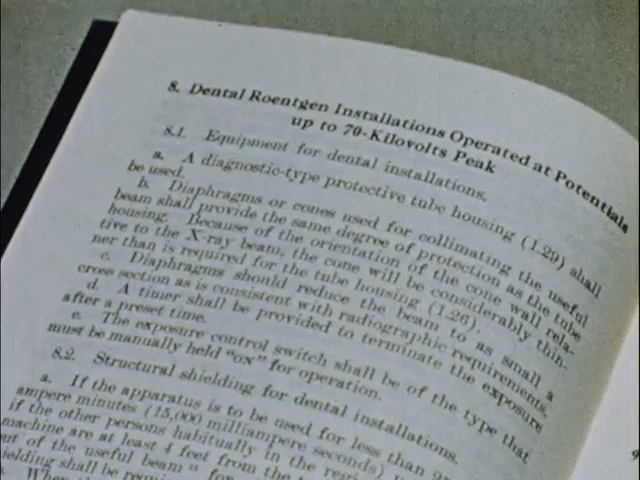 8. Dental Roentgen Installations Operated at Potentials
up to 70-Kilovolts Peak
8.1. Equipment for dental installations.
a. A diagnostic-type protective tube housing (1.29) shall
be used.
b. Diaphragms or cones used for collimating the useful
beam shall provide the same degree of protection as the tube
housing. Because of the orientation of the cone wall rela-
tive to the X-ray beam, the cone will be considerably thin-
ner than is required for the tube housing (1.26).
c. Diaphragms should reduce the beam to as small a
cross section as is consistent with radiographic requirements.
d. A timer shall be provided to terminate the exposure
after a preset time.
e. The exposure control switch shall be of the type that
must be manually held "ON" for operation.
8.2. Structural shielding for dental installations.
a. If the apparatus is to be used for less than
ampere minutes (15,000 milliampere seconds)
if the other persons habitually in the
machine are at least 4 feet from the
out of the useful beam
shielding shall be
When